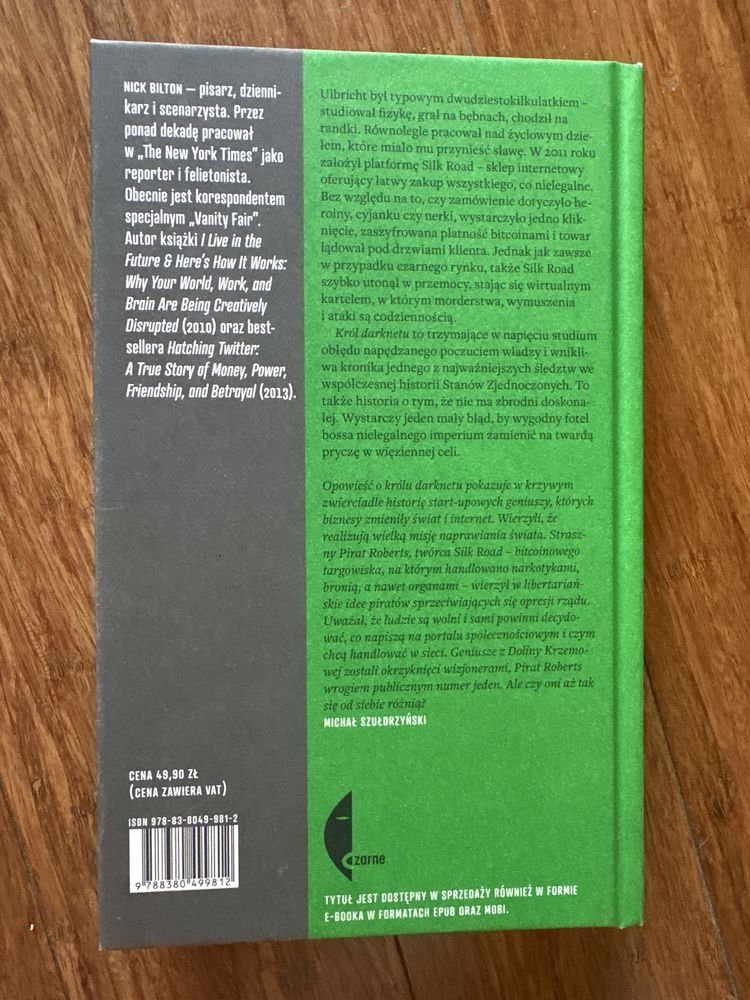 NICK BILTON — pisarz, dzienni-
karz i scenarzysta. Przez
ponad dekadę pracował
w „The New York Times” jako
reporter i felietonista.
Obecnie jest korespondentem
specjalnym „Vanity Fair”.
Autor książki I Live in the
Future & Here's How It Works:
Why Your World, Work, and
Brain Are Being Creatively
Disrupted (2010) oraz best-
sellera Hatching Twitter:
A True Story of Money, Power,
Friendship, and Betrayal (2013).
CENA 49,90 ZŁ
(CENA ZAWIERA VAT)
ISBN 978-83-8049-981-2
9 788380 499812
Ulbricht był typowym dwudziestokilkulatkiem –
studiował fizykę, grał na bębnach, chodził na
randki. Równolegle pracował nad życiowym dzie-
łem, które miało mu przynieść sławę. W 2011 roku
założył platformę Silk Road – sklep internetowy
oferujący łatwy zakup wszystkiego, co nielegalne.
Bez względu na to, czy zamówienie dotyczyło he-
roiny, cyjanku czy nerki, wystarczyło jedno klik-
nięcie, zaszyfrowana płatność bitcoinami i towar
lądował pod drzwiami klienta. Jednak jak zawsze
w przypadku czarnego rynku, także Silk Road
szybko utonął w przemocy, stając się wirtualnym
kartelem, w którym morderstwa, wymuszenia
i ataki są codziennością.
Król darknetu to trzymające w napięciu studium
obłędu napędzanego poczuciem władzy i wnikli-
wa kronika jednego z najważniejszych śledztw we
współczesnej historii Stanów Zjednoczonych. To
także historia o tym, że nie ma zbrodni doskona-
łej. Wystarczy jeden mały błąd, by wygodny fotel
bossa nielegalnego imperium zamienić na twardą
pryczę w więziennej celi.
Opowieść o królu darknetu pokazuje w krzywym
zwierciadle historię start-upowych geniuszy, których
biznesy zmieniły świat i internet. Wierzyli, że
realizują wielką misję naprawiania świata. Strasz-
ny Pirat Roberts, twórca Silk Road – bitcoinowego
targowiska, na którym handlowano narkotykami,
bronią, a nawet organami – wierzył w libertariań-
skie idee piratów sprzeciwiających się opresji rządu.
Uważał, że ludzie są wolni i sami powinni decydo-
wać, co napiszą na portalu społecznościowym i czym
chcą handlować w sieci. Geniusze z Doliny Krzemo-
wej zostali okrzyknięci wizjonerami, Pirat Roberts
wrogiem publicznym numer jeden. Ale czy oni aż tak
się od siebie różnią?
MICHAŁ SZUŁDRZYŃSKI
czarne
TYTUŁ JEST DOSTĘPNY W SPRZEDAŻY RÓWNIEŻ W FORMIE
E-BOOKA W FORMATACH EPUB ORAZ MOBI.